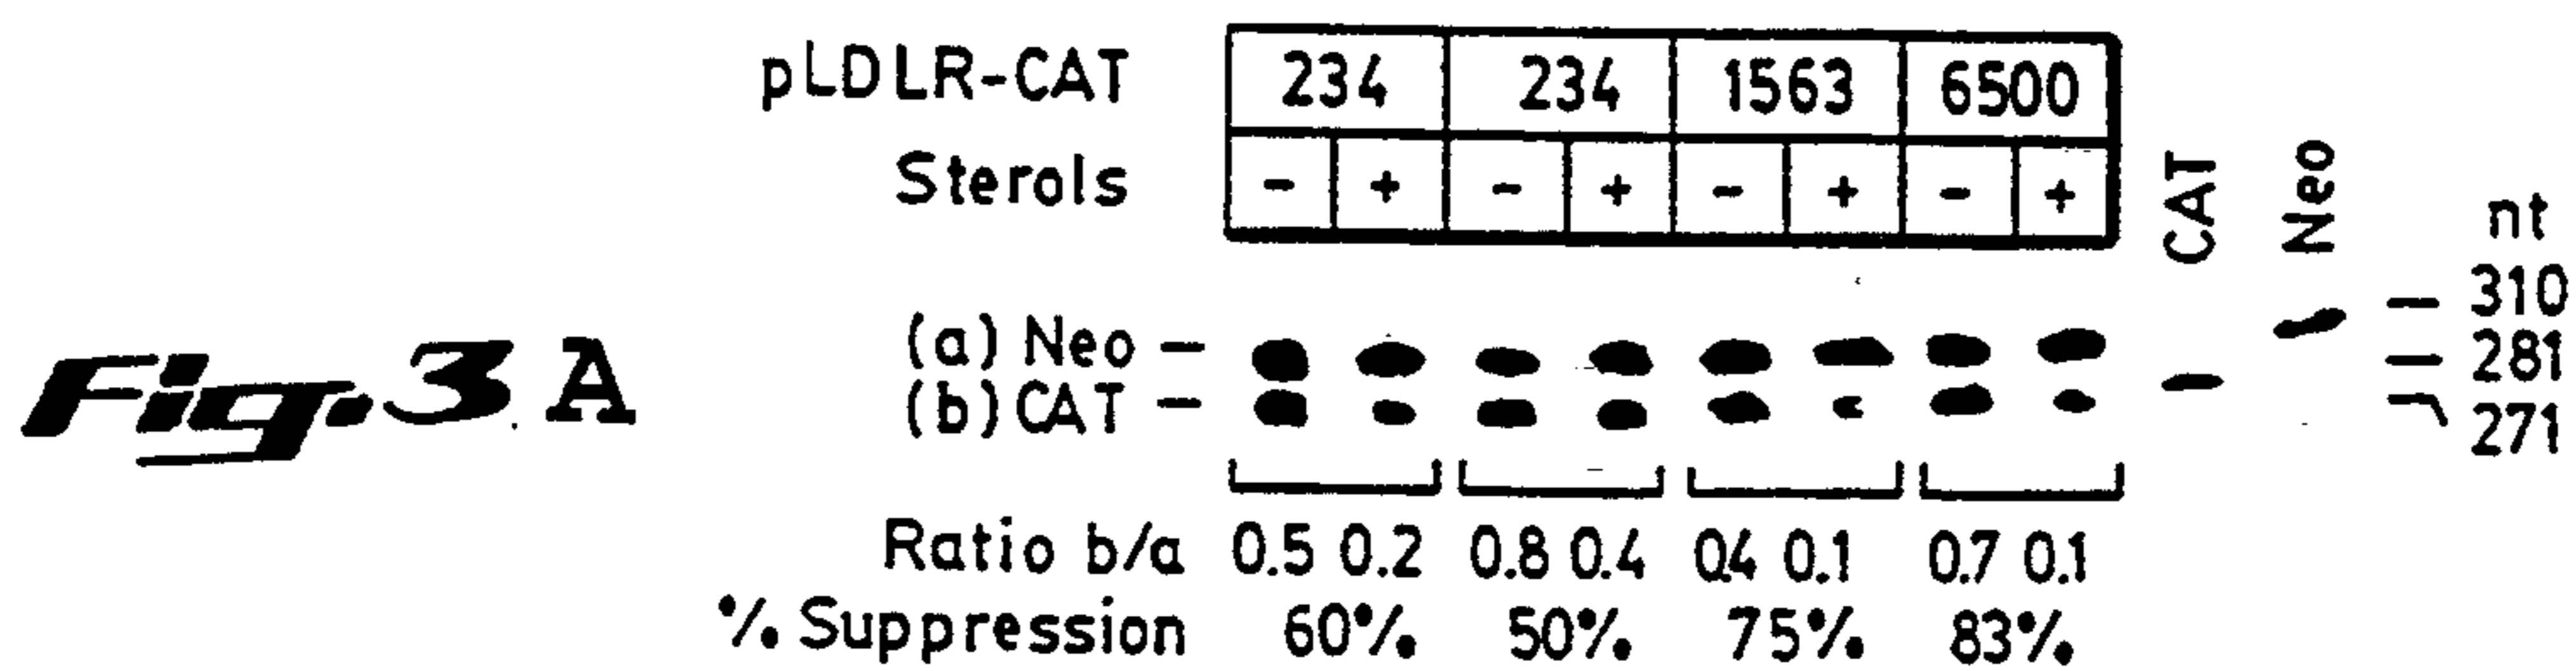 pLDLR-CAT 234 234 1563 6500
Sterols - + - + - + - + CAT Neo nt
310
(a) Neo - 281
(b) CAT - 271
Fig. 3 A
Ratio b/a 0.5 0.2 0.8 0.4 0.4 0.1 0.7 0.1
% Suppression 60% 50% 75% 83%